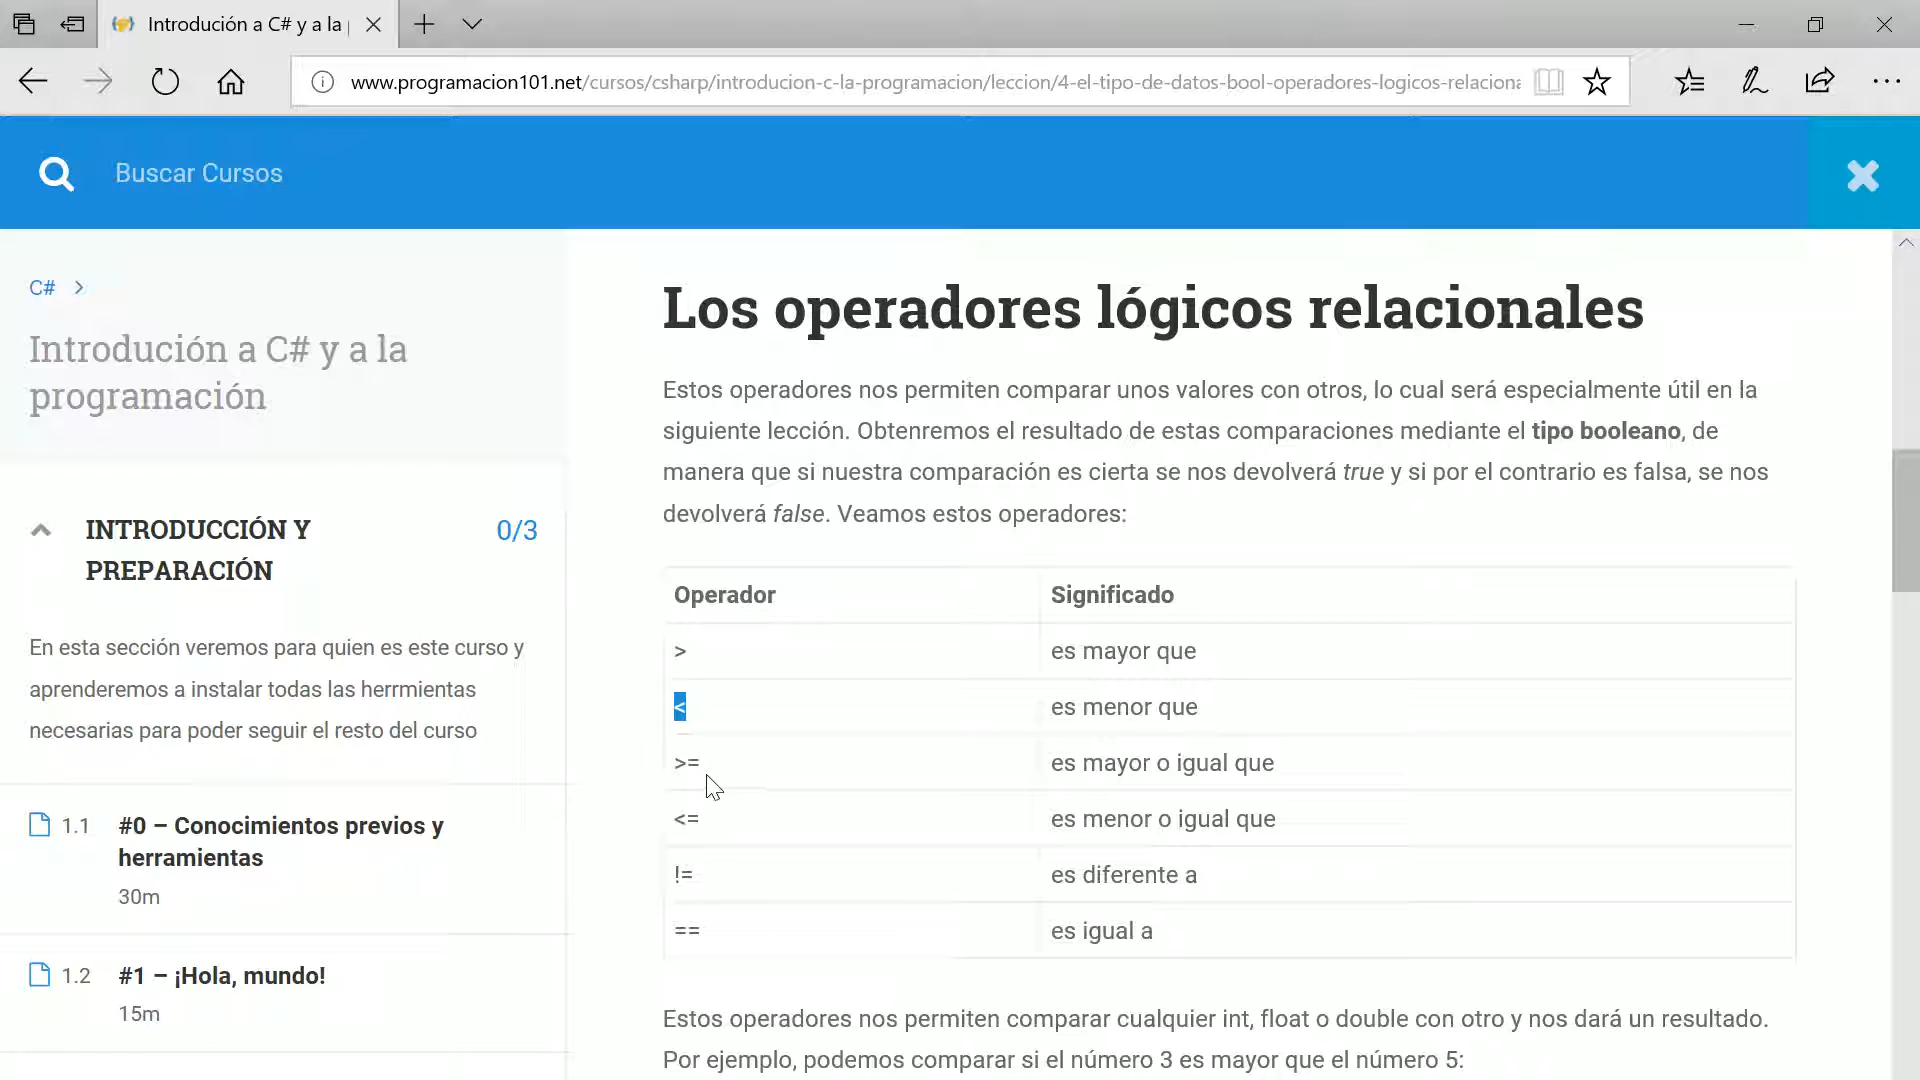 Introdución a C# y a la
www.programacion101.net/cursos/csharp/introducion-c-la-programacion/leccion/4-el-tipo-de-datos-bool-operadores-logicos-relaciona
Buscar Cursos
C#
Introdución a C# y a la
programación
INTRODUCCIÓN Y
PREPARACIÓN
0/3
En esta sección veremos para quien es este curso y
aprenderemos a instalar todas las herrmientas
necesarias para poder seguir el resto del curso
1.1 #0 – Conocimientos previos y
herramientas
30m
1.2 #1 – ¡Hola, mundo!
15m
Los operadores lógicos relacionales
Estos operadores nos permiten comparar unos valores con otros, lo cual será especialmente útil en la
siguiente lección. Obtenremos el resultado de estas comparaciones mediante el tipo booleano, de
manera que si nuestra comparación es cierta se nos devolverá true y si por el contrario es falsa, se nos
devolverá false. Veamos estos operadores:
Operador Significado
> es mayor que
< es menor que
>= es mayor o igual que
<= es menor o igual que
!= es diferente a
== es igual a
Estos operadores nos permiten comparar cualquier int, float o double con otro y nos dará un resultado.
Por ejemplo, podemos comparar si el número 3 es mayor que el número 5: